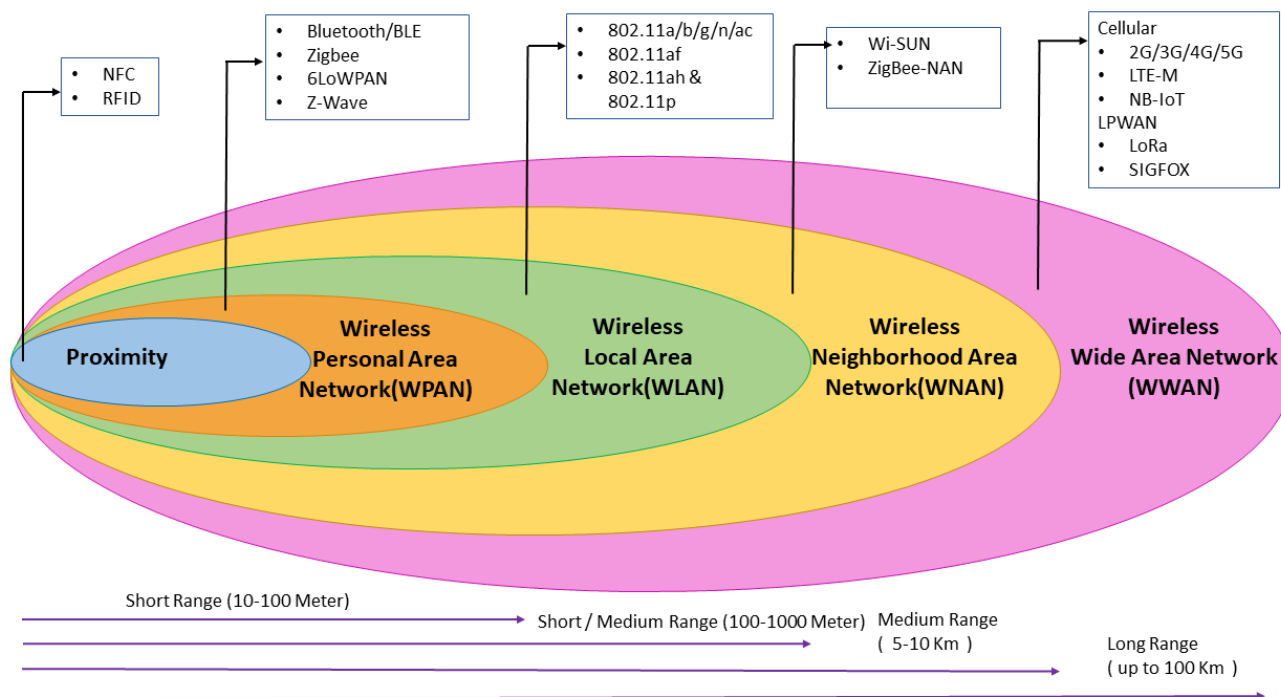 • NFC
• RFID
• Bluetooth/BLE
• Zigbee
• 6LoWPAN
• Z-Wave
• 802.11a/b/g/n/ac
• 802.11af
• 802.11ah &
802.11p
• Wi-SUN
• ZigBee-NAN
Cellular
• 2G/3G/4G/5G
• LTE-M
• NB-IoT
LPWAN
• LoRa
• SIGFOX
Proximity
Wireless
Personal Area
Network(WPAN)
Wireless
Local Area
Network(WLAN)
Wireless
Neighborhood Area
Network(WNAN)
Wireless
Wide Area Network
(WWAN)
Short Range (10-100 Meter)
Short / Medium Range (100-1000 Meter)
Medium Range
( 5-10 Km )
Long Range
( up to 100 Km )